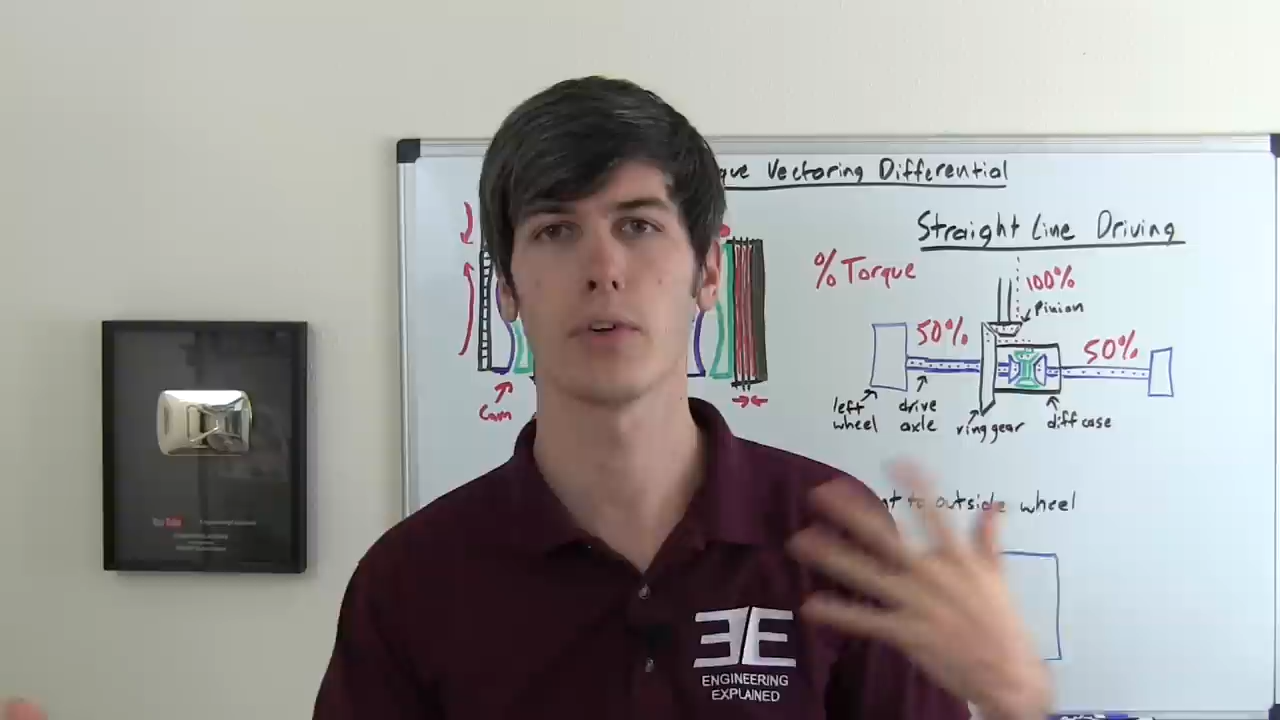 que Vectoring Differential
Straight Line Driving
% Torque
100%
Pinion
50%
50%
Cam
left
wheel
drive
axle
ring gear
diff case
to outside wheel
YouTube
ENGINEERING
EXPLAINED